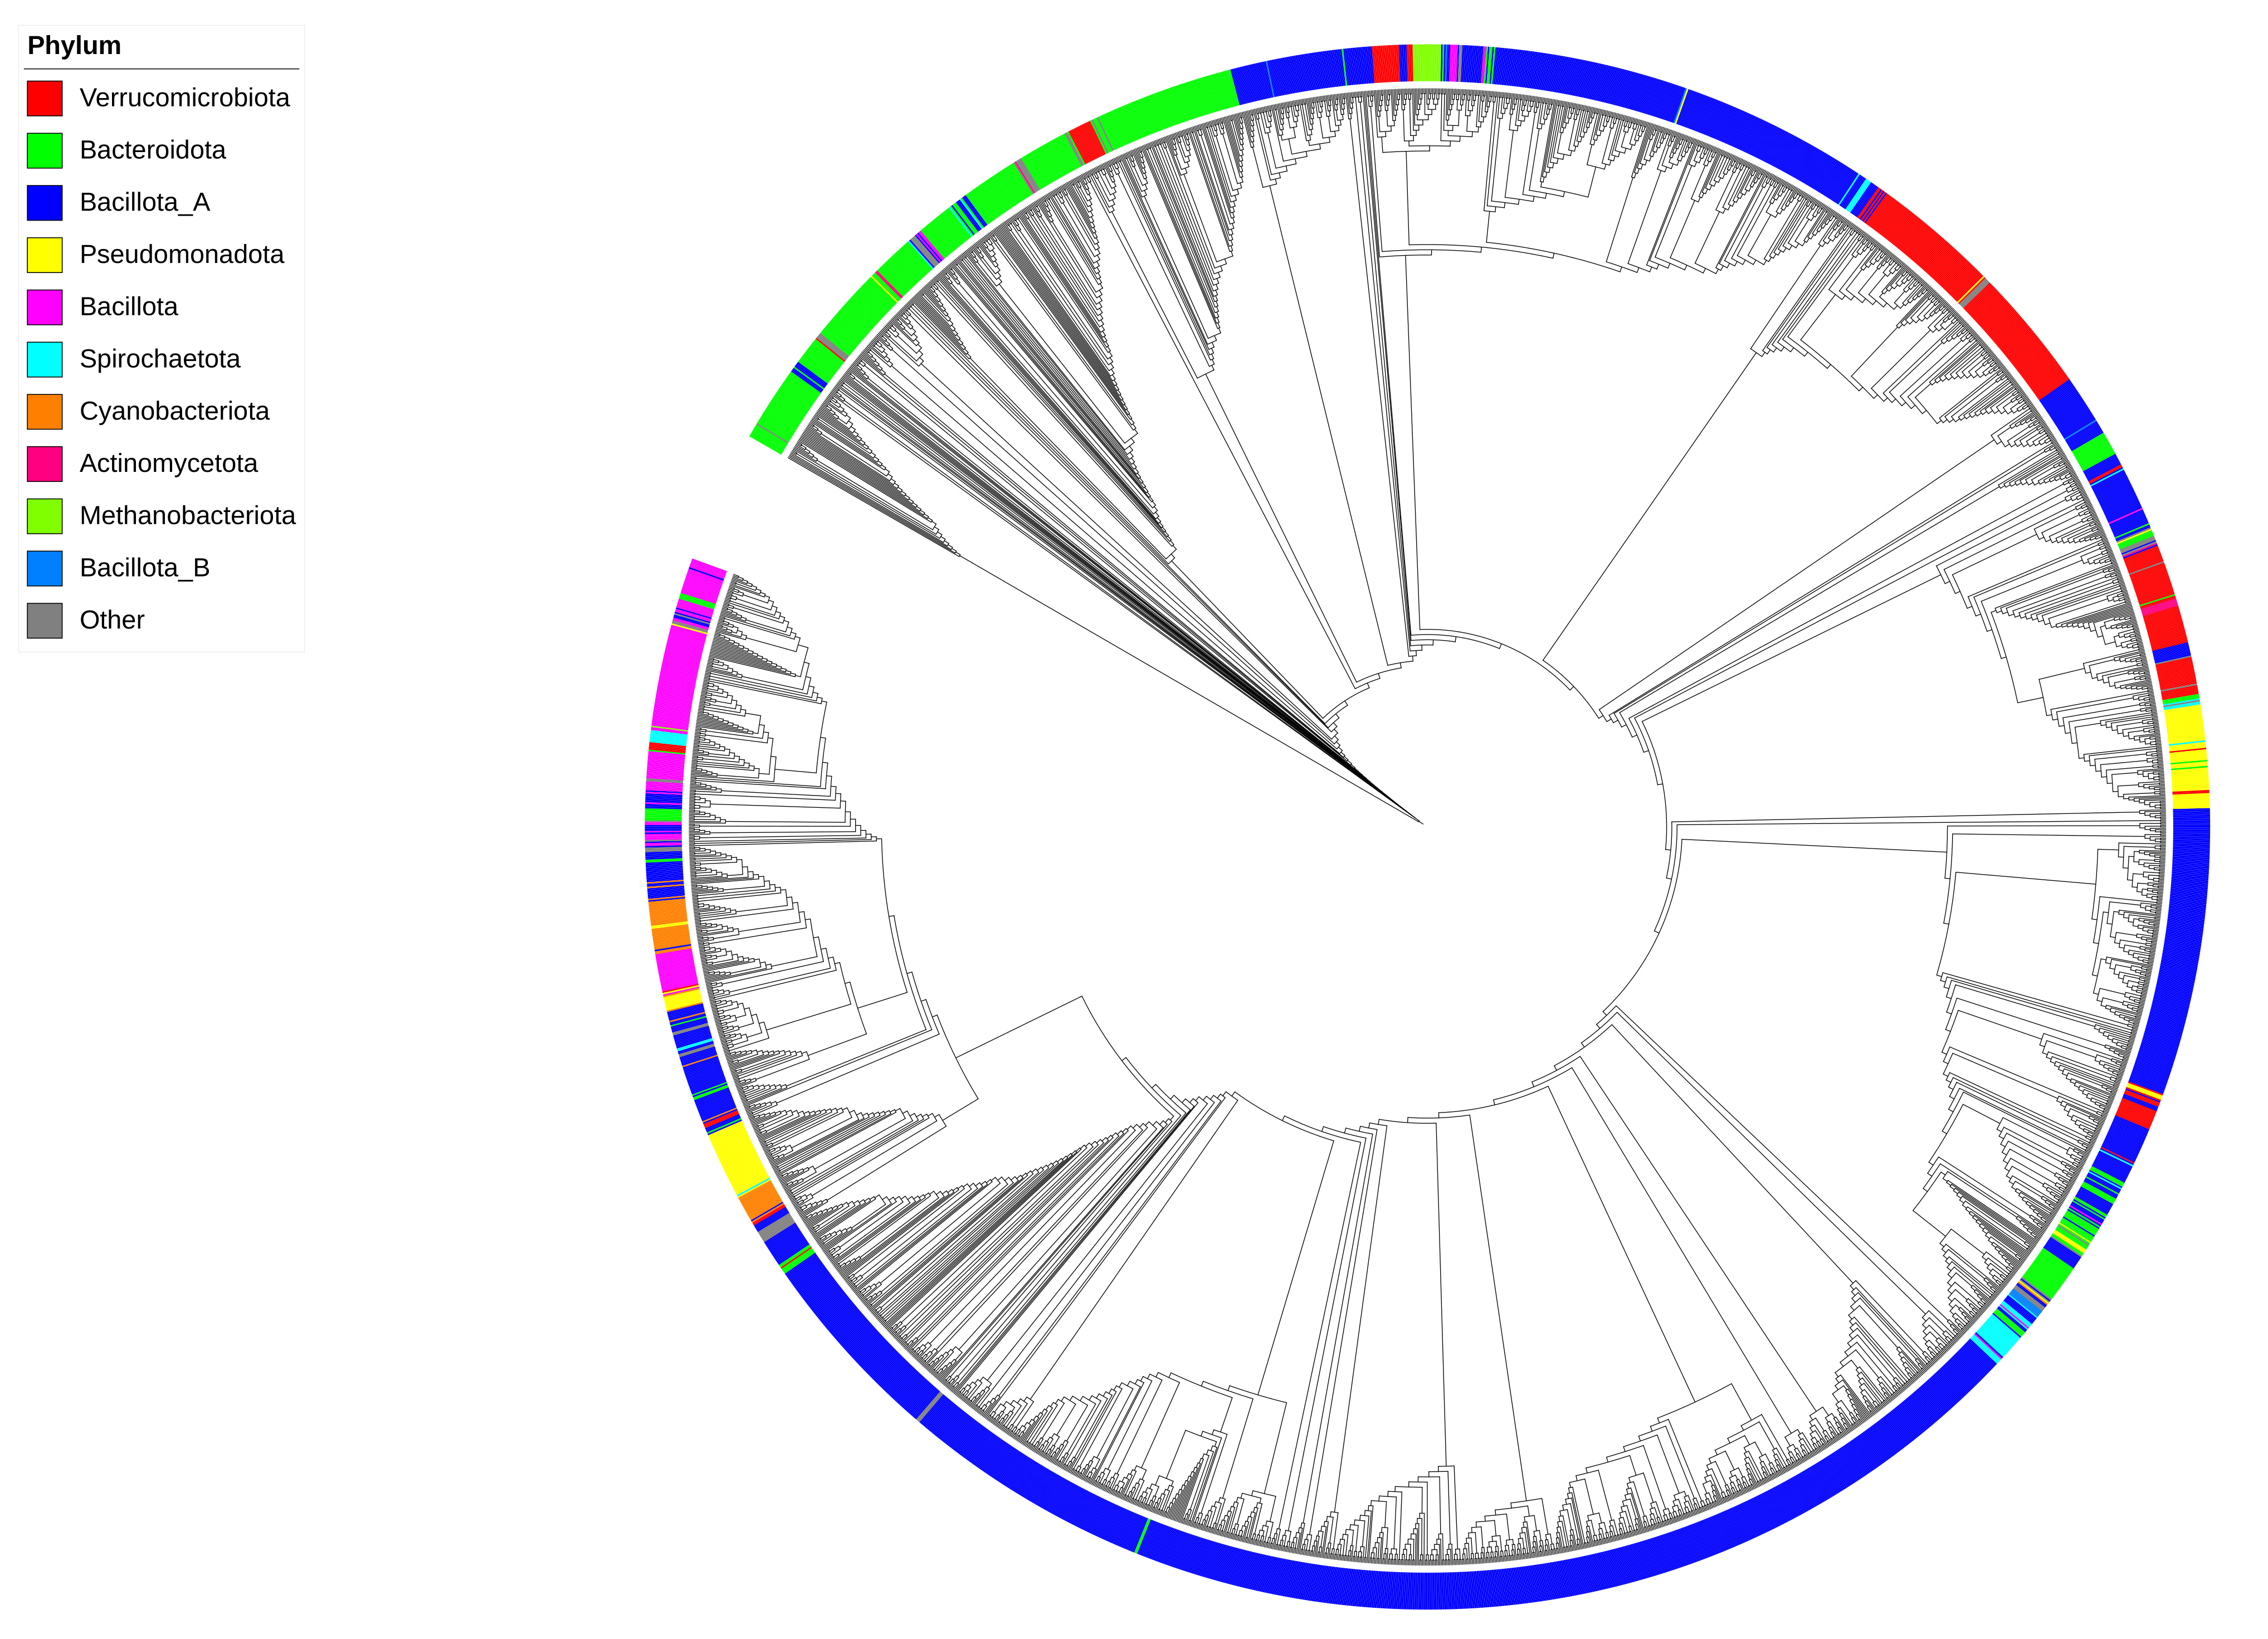 Phylum
Verrucomicrobiota
Bacteroidota
Bacillota_A
Pseudomonadota
Bacillota
Spirochaetota
Cyanobacteriota
Actinomycetota
Methanobacteriota
Bacillota_B
Other